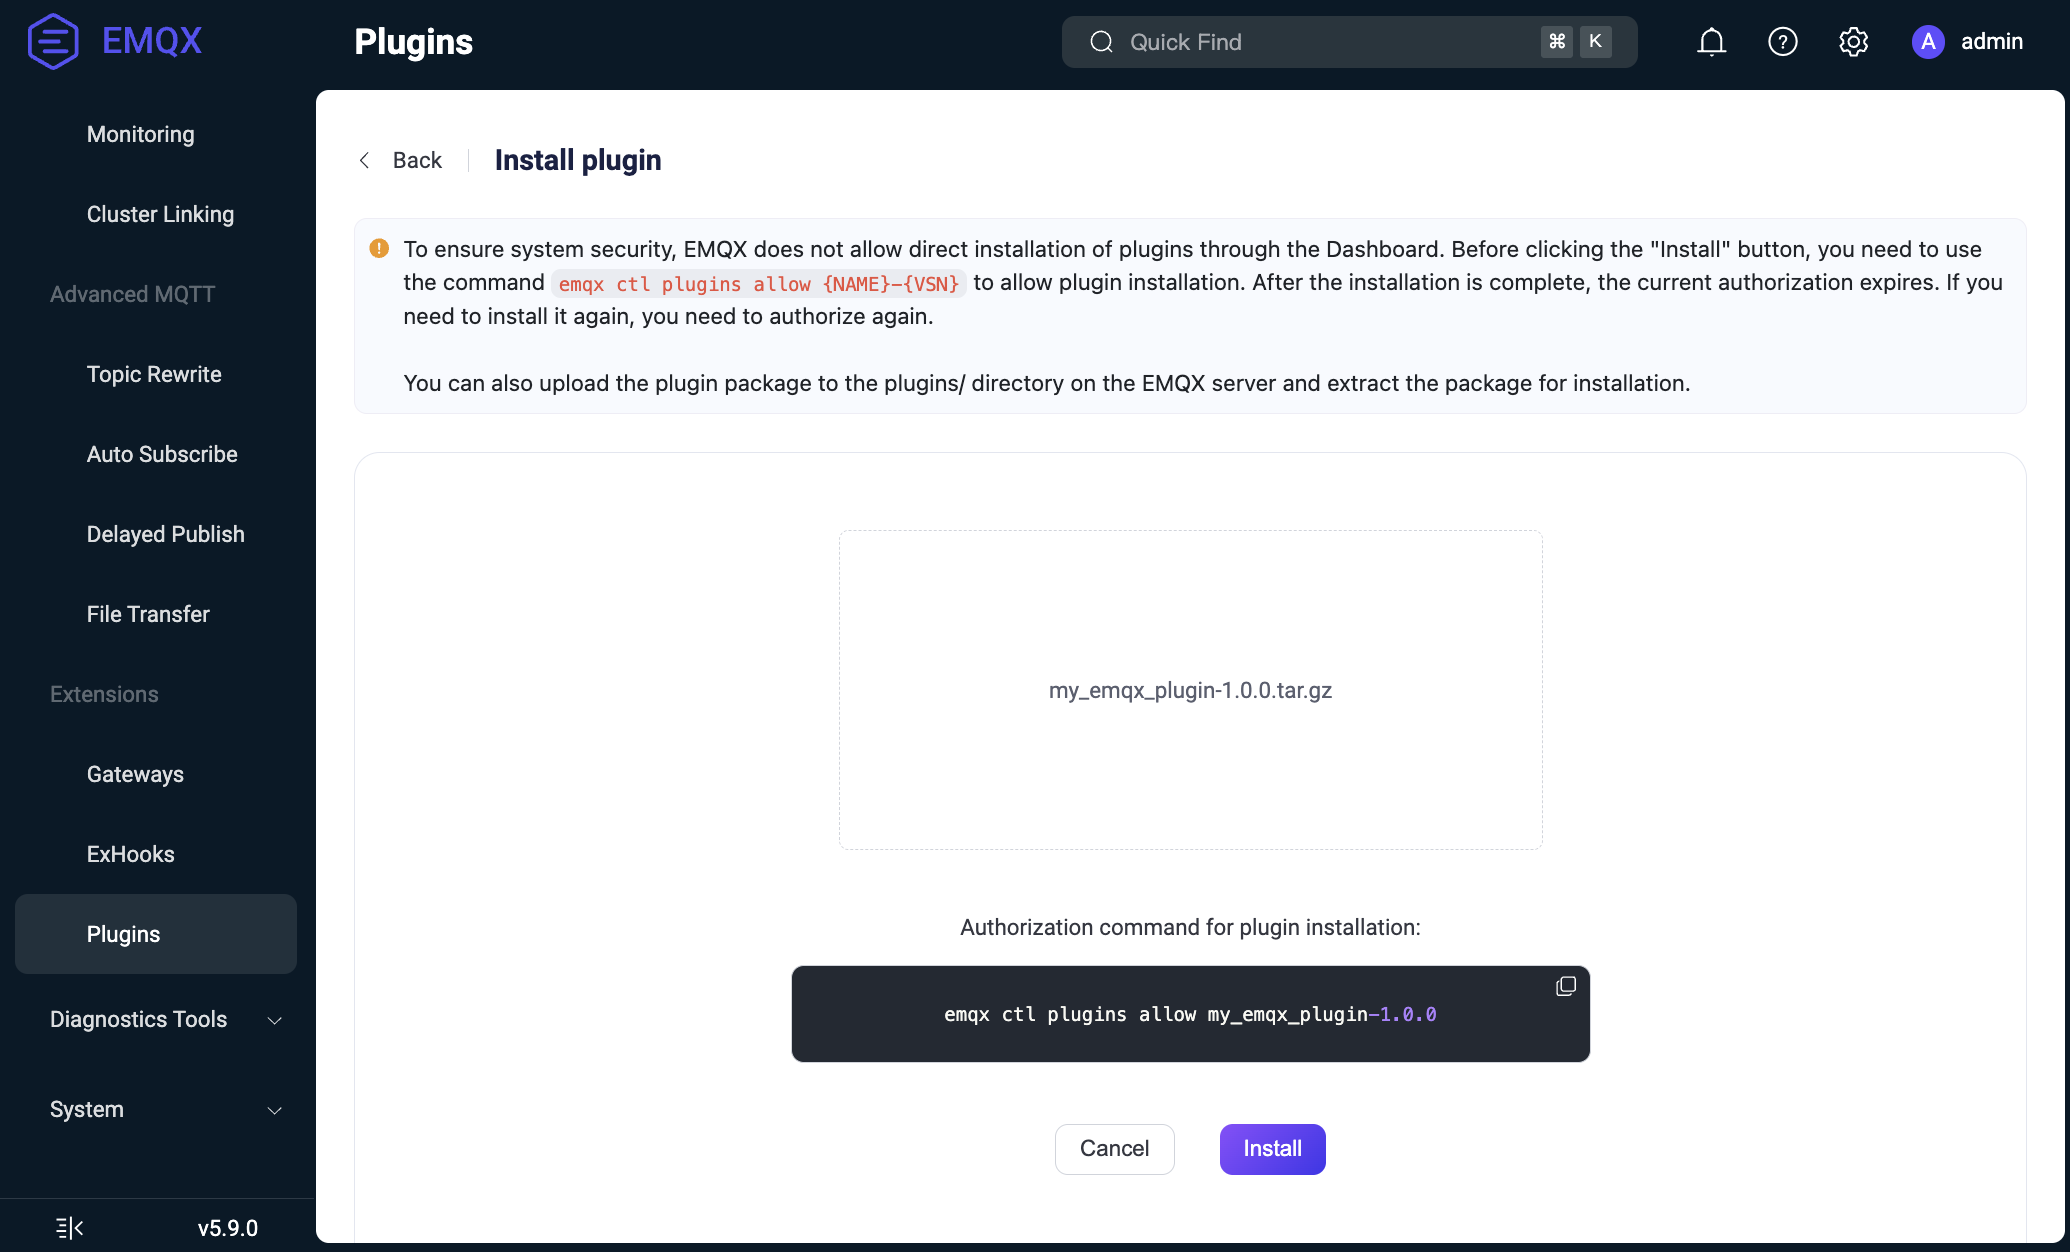 EMQX
Plugins
Quick Find
⌘ K
A admin
Monitoring
Cluster Linking
Advanced MQTT
Topic Rewrite
Auto Subscribe
Delayed Publish
File Transfer
Extensions
Gateways
ExHooks
Plugins
Diagnostics Tools
System
v5.9.0
Back
Install plugin
To ensure system security, EMQX does not allow direct installation of plugins through the Dashboard. Before clicking the "Install" button, you need to use
the command emqx ctl plugins allow {NAME}-{VSN} to allow plugin installation. After the installation is complete, the current authorization expires. If you
need to install it again, you need to authorize again.
You can also upload the plugin package to the plugins/ directory on the EMQX server and extract the package for installation.
my_emqx_plugin-1.0.0.tar.gz
Authorization command for plugin installation:
emqx ctl plugins allow my_emqx_plugin-1.0.0
Cancel
Install